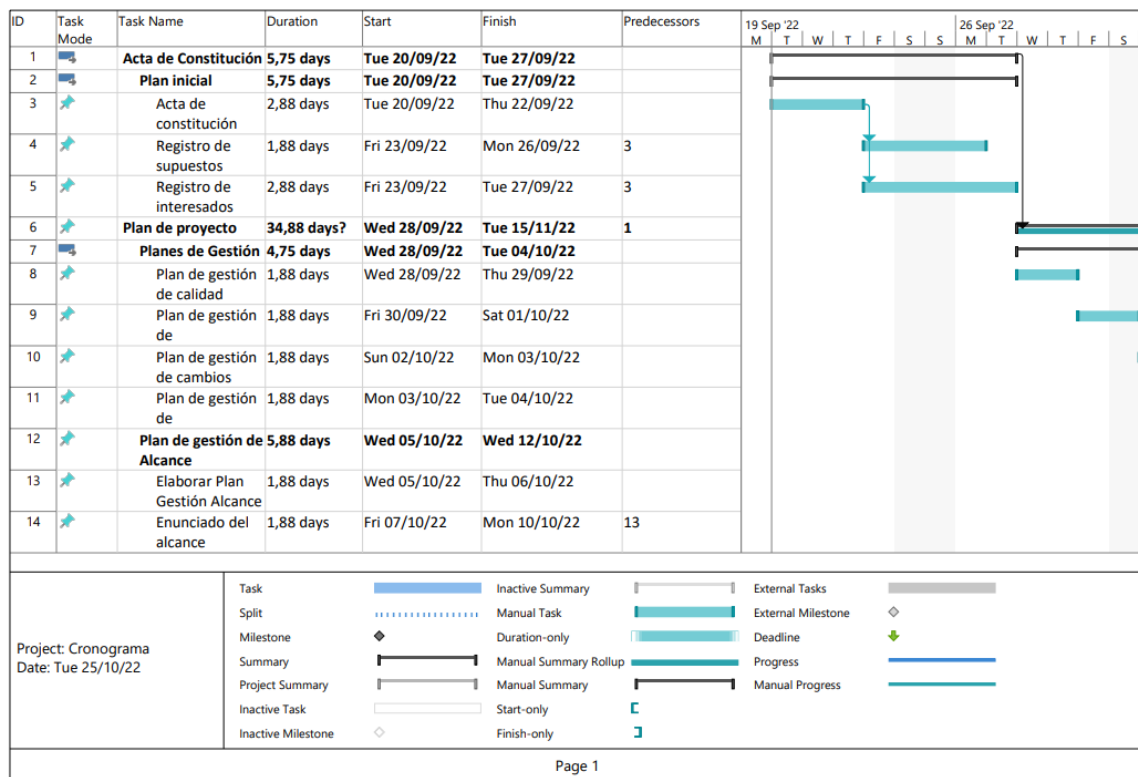 ID Task Mode Task Name Duration Start Finish Predecessors
19 Sep '22 26 Sep '22
M T W T F S S M T W T F S
1 Acta de Constitución 5,75 days Tue 20/09/22 Tue 27/09/22
2 Plan inicial 5,75 days Tue 20/09/22 Tue 27/09/22
3 Acta de 2,88 days Tue 20/09/22 Thu 22/09/22
constitución
4 Registro de 1,88 days Fri 23/09/22 Mon 26/09/22 3
supuestos
5 Registro de 2,88 days Fri 23/09/22 Tue 27/09/22 3
interesados
6 Plan de proyecto 34,88 days? Wed 28/09/22 Tue 15/11/22 1
7 Planes de Gestión 4,75 days Wed 28/09/22 Tue 04/10/22
8 Plan de gestión 1,88 days Wed 28/09/22 Thu 29/09/22
de calidad
9 Plan de gestión 1,88 days Fri 30/09/22 Sat 01/10/22
de
10 Plan de gestión 1,88 days Sun 02/10/22 Mon 03/10/22
de cambios
11 Plan de gestión 1,88 days Mon 03/10/22 Tue 04/10/22
de
12 Plan de gestión de 5,88 days Wed 05/10/22 Wed 12/10/22
Alcance
13 Elaborar Plan 1,88 days Wed 05/10/22 Thu 06/10/22
Gestión Alcance
14 Enunciado del 1,88 days Fri 07/10/22 Mon 10/10/22 13
alcance
Project: Cronograma
Date: Tue 25/10/22
Task Inactive Summary External Tasks
Split Manual Task External Milestone
Milestone Duration-only Deadline
Summary Manual Summary Rollup Progress
Project Summary Manual Summary Manual Progress
Inactive Task Start-only
Inactive Milestone Finish-only
Page 1